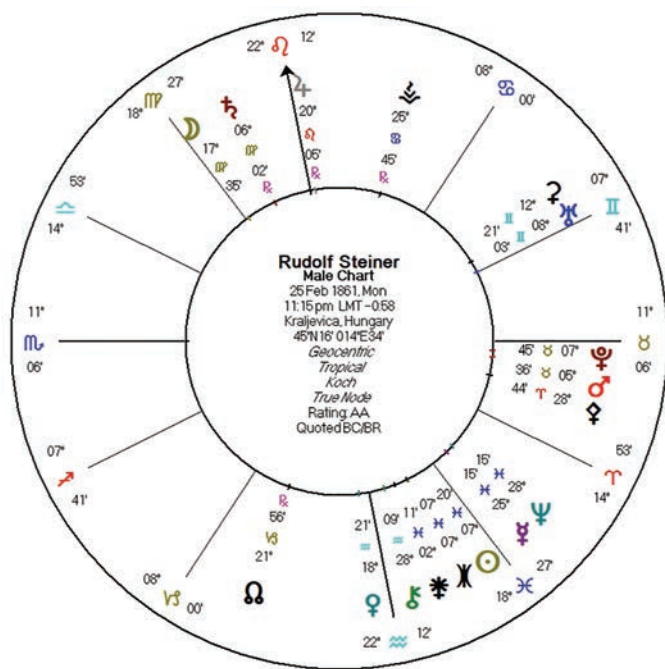 22° ♌ 12'
♃
20°
♌
05'
℞
⚶
25°
♋
45'
℞
08° ♋ 00'
⚳ 12° ♊ 21'
♅ 08° ♊ 03'
07° ♊ 41'
11° ♉ 06'
45' ♉ 07° ♇
36' ♉ 05° ♂
44' ♈ 28° ⚴
53' ♈ 14°
15' ♓ 28° ♆
15' ♓ 25° ☿
27' ♓ 18°
20' ♓ 07° ☉
07' ♓ 07°
11' ♓ 02° ⚵
09' ♒ 28° ⚷
22° ♒ 12'
21' ♒ 18° ♀
℞
56'
♑
21°
☊
08° ♑ 00'
07° ♐ 41'
11° ♏ 06'
53' ♎ 14°
18° ♍ 27'
☽ 17° ♍ 35'
♄ 06° ♍ 02' ℞
Rudolf Steiner
Male Chart
25 Feb 1861, Mon
11:15 pm LMT -0:58
Kraljevica, Hungary
45°N16' 014°E34'
Geocentric
Tropical
Koch
True Node
Rating: AA
Quoted BC/BR